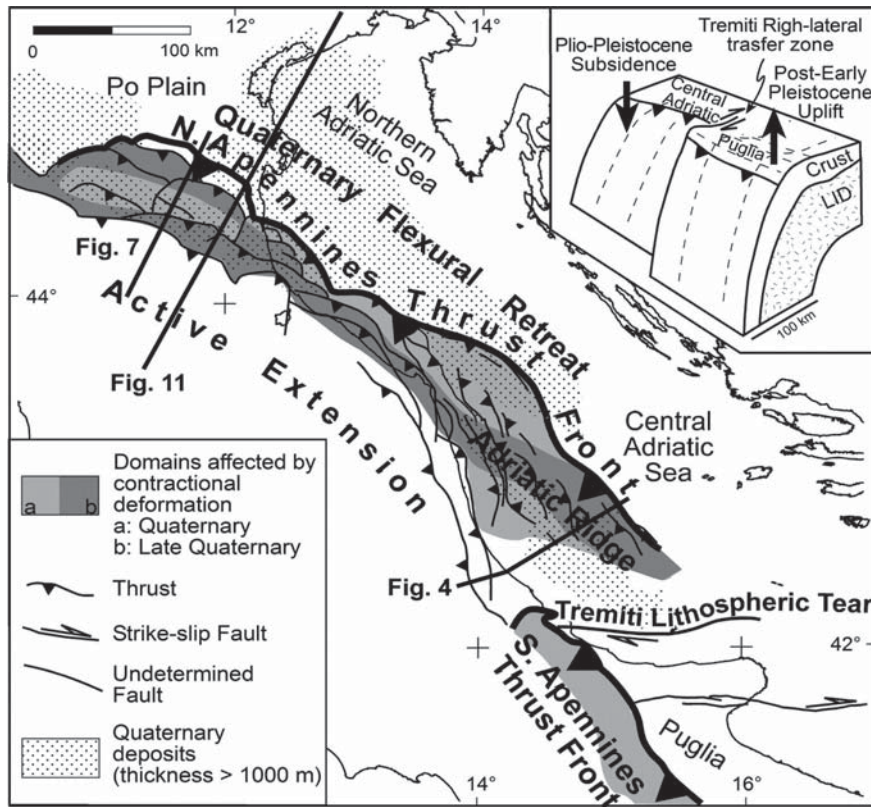 0 100 km
12°
14°
Po Plain
Northern
Adriatic Sea
N. Apennines Thrust Front
Quaternary Flexural Retreat
Fig. 7
44°
Active Extension
Fig. 11
Central
Adriatic
Sea
Adriatic Ridge
Fig. 4
Tremiti Lithospheric Tear
42°
S. Apennines
Thrust Front
Puglia
14°
16°
Plio-Pleistocene
Subsidence
Tremiti Righ-lateral
trasfer zone
Post-Early
Pleistocene
Uplift
Central
Adriatic
Puglia
Crust
LID
100 km
Domains affected by
contractional
deformation
a: Quaternary
b: Late Quaternary
a b
Thrust
Strike-slip Fault
Undetermined
Fault
Quaternary
deposits
(thickness > 1000 m)